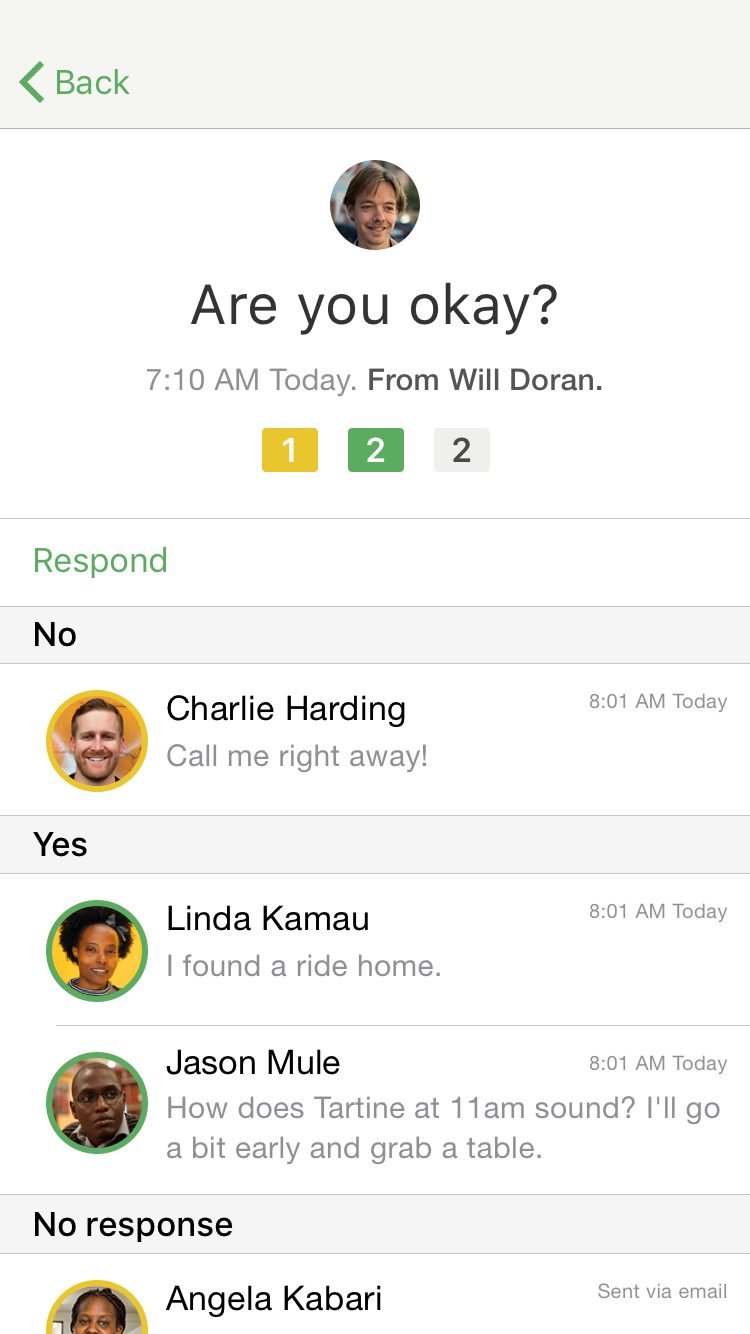 Back
Are you okay?
7:10 AM Today. From Will Doran.
1 2 2
Respond
No
Charlie Harding 8:01 AM Today
Call me right away!
Yes
Linda Kamau 8:01 AM Today
I found a ride home.
Jason Mule 8:01 AM Today
How does Tartine at 11am sound? I'll go
a bit early and grab a table.
No response
Angela Kabari Sent via email